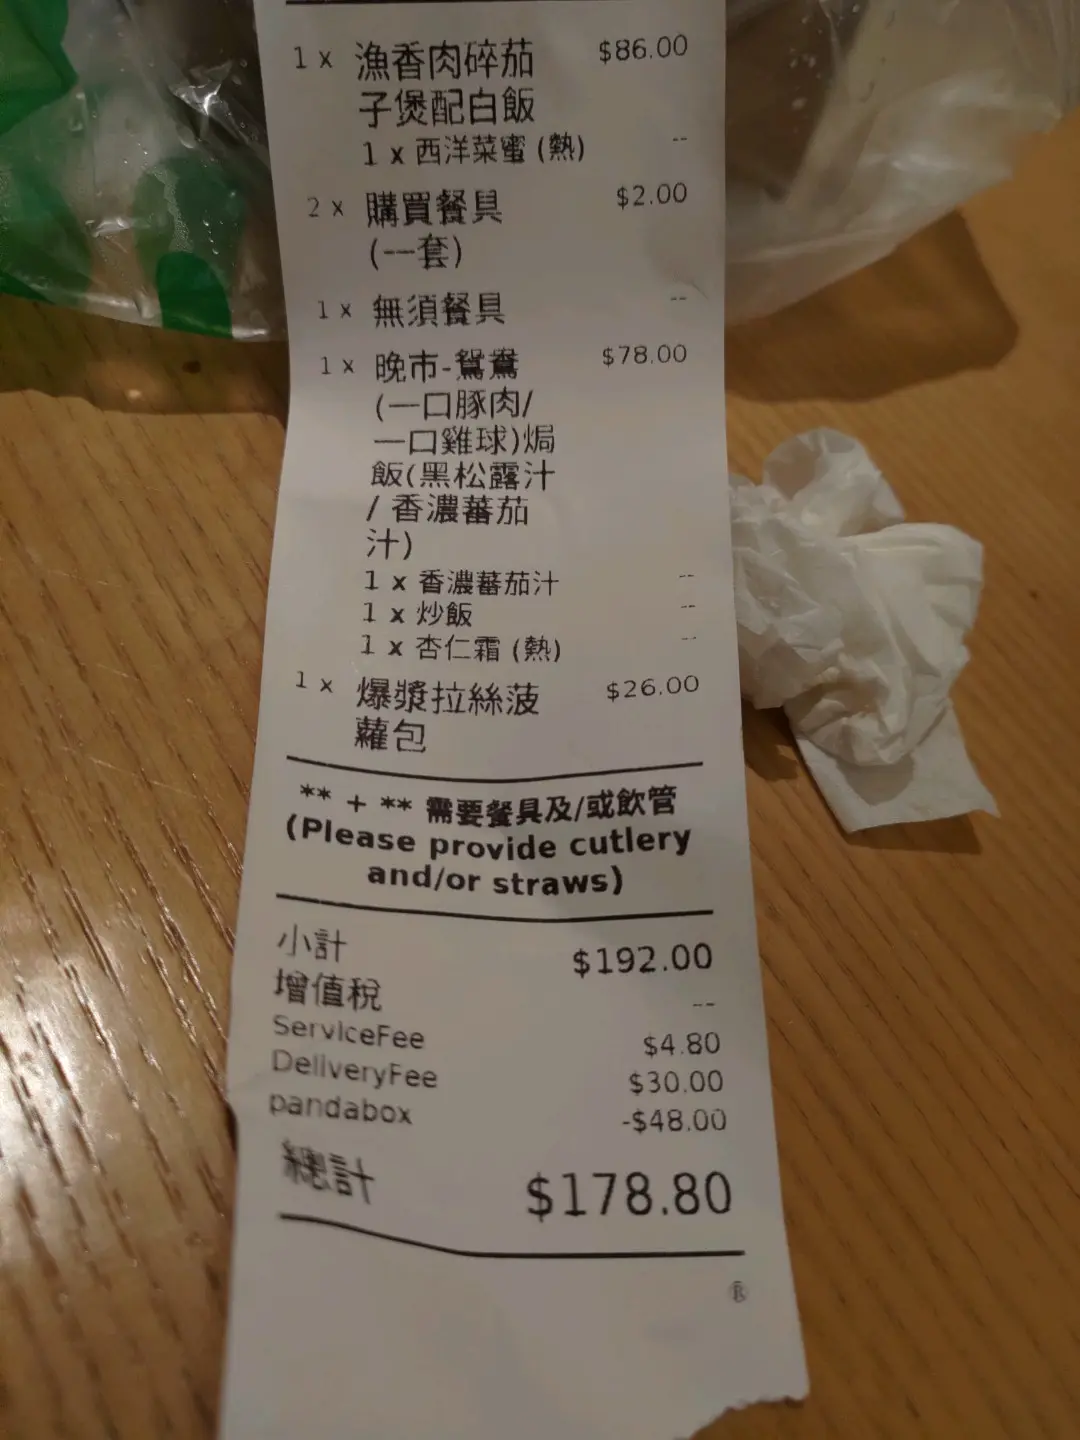 1 x 漁香肉碎茄 $86.00
子煲配白飯
1 x 西洋菜蜜 (熱) --
2 x 購買餐具 $2.00
(一套)
1 x 無須餐具 --
1 x 晚市-鴛鴦 $78.00
(一口豚肉/
一口雞球)焗
飯(黑松露汁
/ 香濃蕃茄
汁)
1 x 香濃蕃茄汁 --
1 x 炒飯 --
1 x 杏仁霜 (熱) --
1 x 爆漿拉絲菠 $26.00
蘿包
** + ** 需要餐具及/或飲管
(Please provide cutlery
and/or straws)
小計 $192.00
增值稅 --
ServiceFee $4.80
DeliveryFee $30.00
pandabox -$48.00
總計 $178.80
®